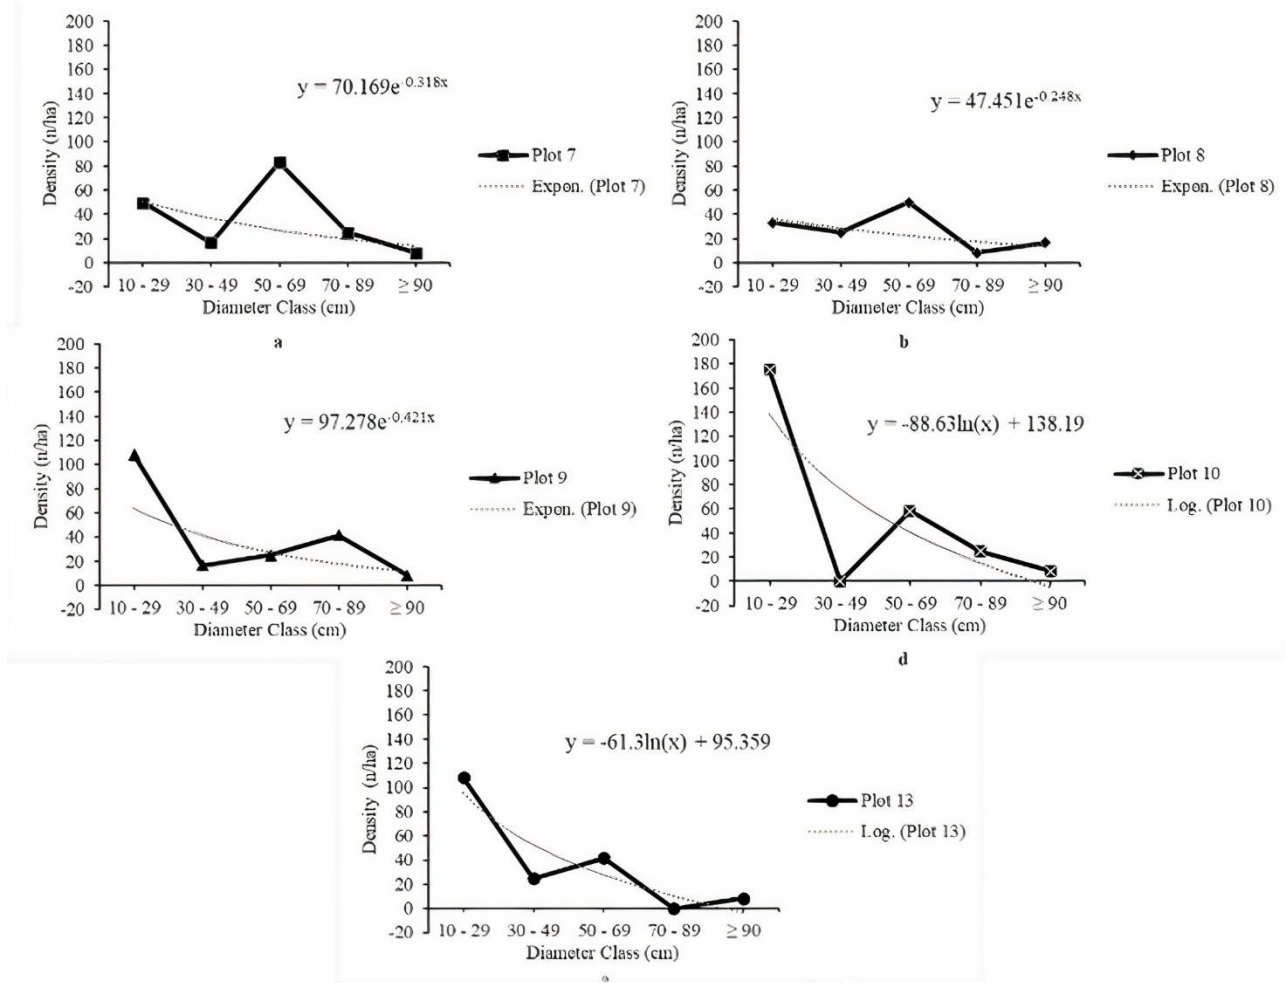 200
180
160
140
120
100
80
60
40
20
0
-20
Density (n/ha)
y = 70.169e-0.318x
Plot 7
Expon. (Plot 7)
10 - 29 30 - 49 50 - 69 70 - 89 ≥ 90
Diameter Class (cm)
a
200
180
160
140
120
100
80
60
40
20
0
-20
Density (n/ha)
y = 47.451e-0.248x
Plot 8
Expon. (Plot 8)
10 - 29 30 - 49 50 - 69 70 - 89 ≥ 90
Diameter Class (cm)
b
200
180
160
140
120
100
80
60
40
20
0
-20
Density (n/ha)
y = 97.278e-0.421x
Plot 9
Expon. (Plot 9)
10 - 29 30 - 49 50 - 69 70 - 89 ≥ 90
Diameter Class (cm)
200
180
160
140
120
100
80
60
40
20
0
-20
Density (n/ha)
y = -88.63ln(x) + 138.19
Plot 10
Log. (Plot 10)
10 - 29 30 - 49 50 - 69 70 - 89 ≥ 90
Diameter Class (cm)
d
200
180
160
140
120
100
80
60
40
20
0
-20
Density (n/ha)
y = -61.3ln(x) + 95.359
Plot 13
Log. (Plot 13)
10 - 29 30 - 49 50 - 69 70 - 89 ≥ 90
Diameter Class (cm)